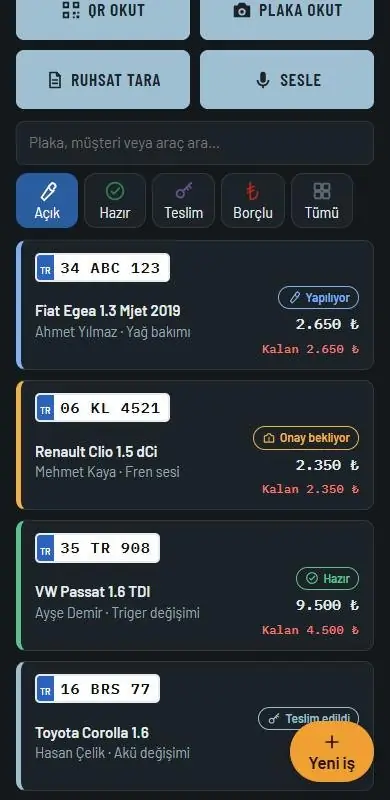 QR OKUT
PLAKA OKUT
RUHSAT TARA
SESLE
Plaka, müşteri veya araç ara...
Açık
Hazır
Teslim
Borçlu
Tümü
TR 34 ABC 123
Yapılıyor
Fiat Egea 1.3 Mjet 2019
2.650 ₺
Ahmet Yılmaz · Yağ bakımı
Kalan 2.650 ₺
TR 06 KL 4521
Onay bekliyor
Renault Clio 1.5 dCi
2.350 ₺
Mehmet Kaya · Fren sesi
Kalan 2.350 ₺
TR 35 TR 908
Hazır
VW Passat 1.6 TDI
9.500 ₺
Ayşe Demir · Triger değişimi
Kalan 4.500 ₺
TR 16 BRS 77
Teslim edildi
Toyota Corolla 1.6
Hasan Çelik · Akü değişimi
+
Yeni iş